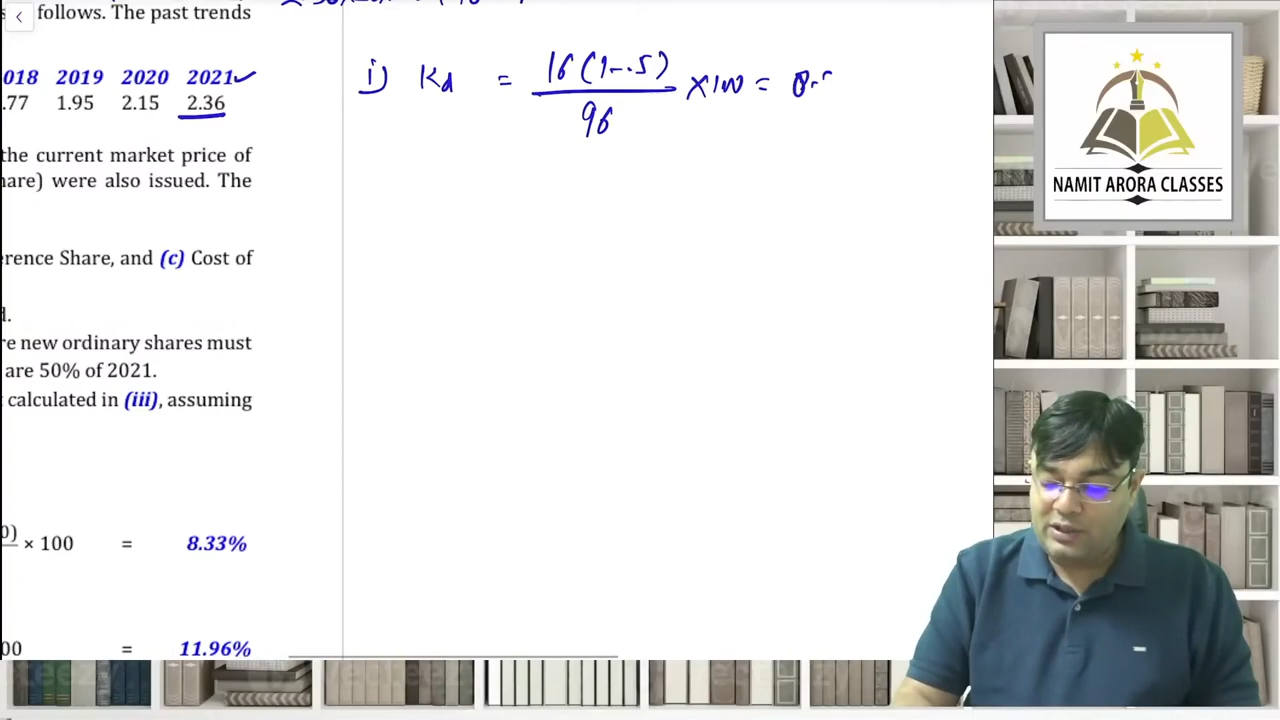 follows. The past trends
018 2019 2020 2021
.77 1.95 2.15 2.36
the current market price of
hare) were also issued. The
erence Share, and (c) Cost of
d.
re new ordinary shares must
are 50% of 2021.
calculated in (iii), assuming
0) × 100 = 8.33%
00 = 11.96%
i) Kd = 16(1-.5) / 96 ×100 =
NAMIT ARORA CLASSES